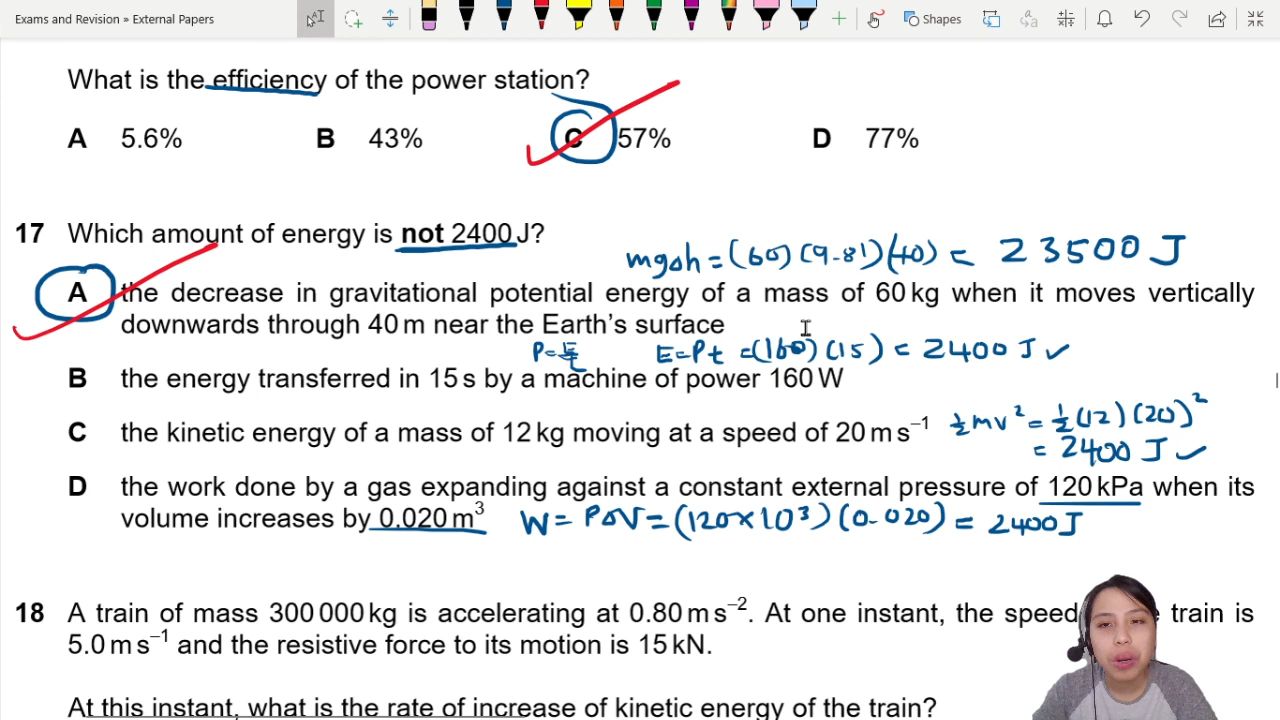 Exams and Revision » External Papers
Shapes
What is the efficiency of the power station?
A 5.6% B 43% C 57% D 77%
17 Which amount of energy is not 2400 J?
mgΔh = (60) (9.81) (40) = 23500 J
A the decrease in gravitational potential energy of a mass of 60 kg when it moves vertically
downwards through 40 m near the Earth's surface
P = E/t E = Pt = (160) (15) = 2400 J ✓
B the energy transferred in 15 s by a machine of power 160 W
C the kinetic energy of a mass of 12 kg moving at a speed of 20 m s⁻¹ ½mv² = ½ (12) (20)²
= 2400 J ✓
D the work done by a gas expanding against a constant external pressure of 120 kPa when its
volume increases by 0.020 m³ W = PΔV = (120 × 10³) (0.020) = 2400 J
18 A train of mass 300 000 kg is accelerating at 0.80 m s⁻². At one instant, the speed train is
5.0 m s⁻¹ and the resistive force to its motion is 15 kN.
At this instant, what is the rate of increase of kinetic energy of the train?